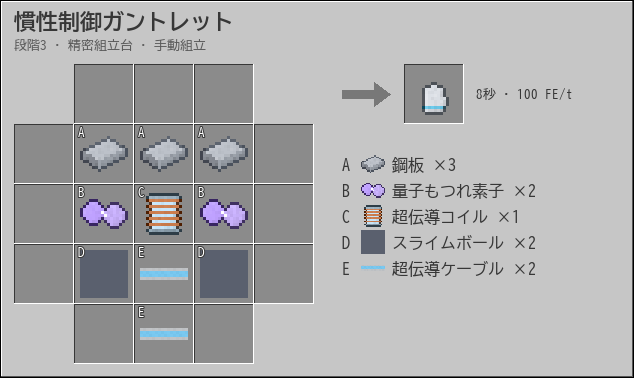 慣性制御ガントレット
段階3 · 精密組立台 · 手動組立
8秒 · 100 FE/t
A A A
B C B
D E D
E
A 鋼板 ×3
B 量子もつれ素子 ×2
C 超伝導コイル ×1
D スライムボール ×2
E 超伝導ケーブル ×2